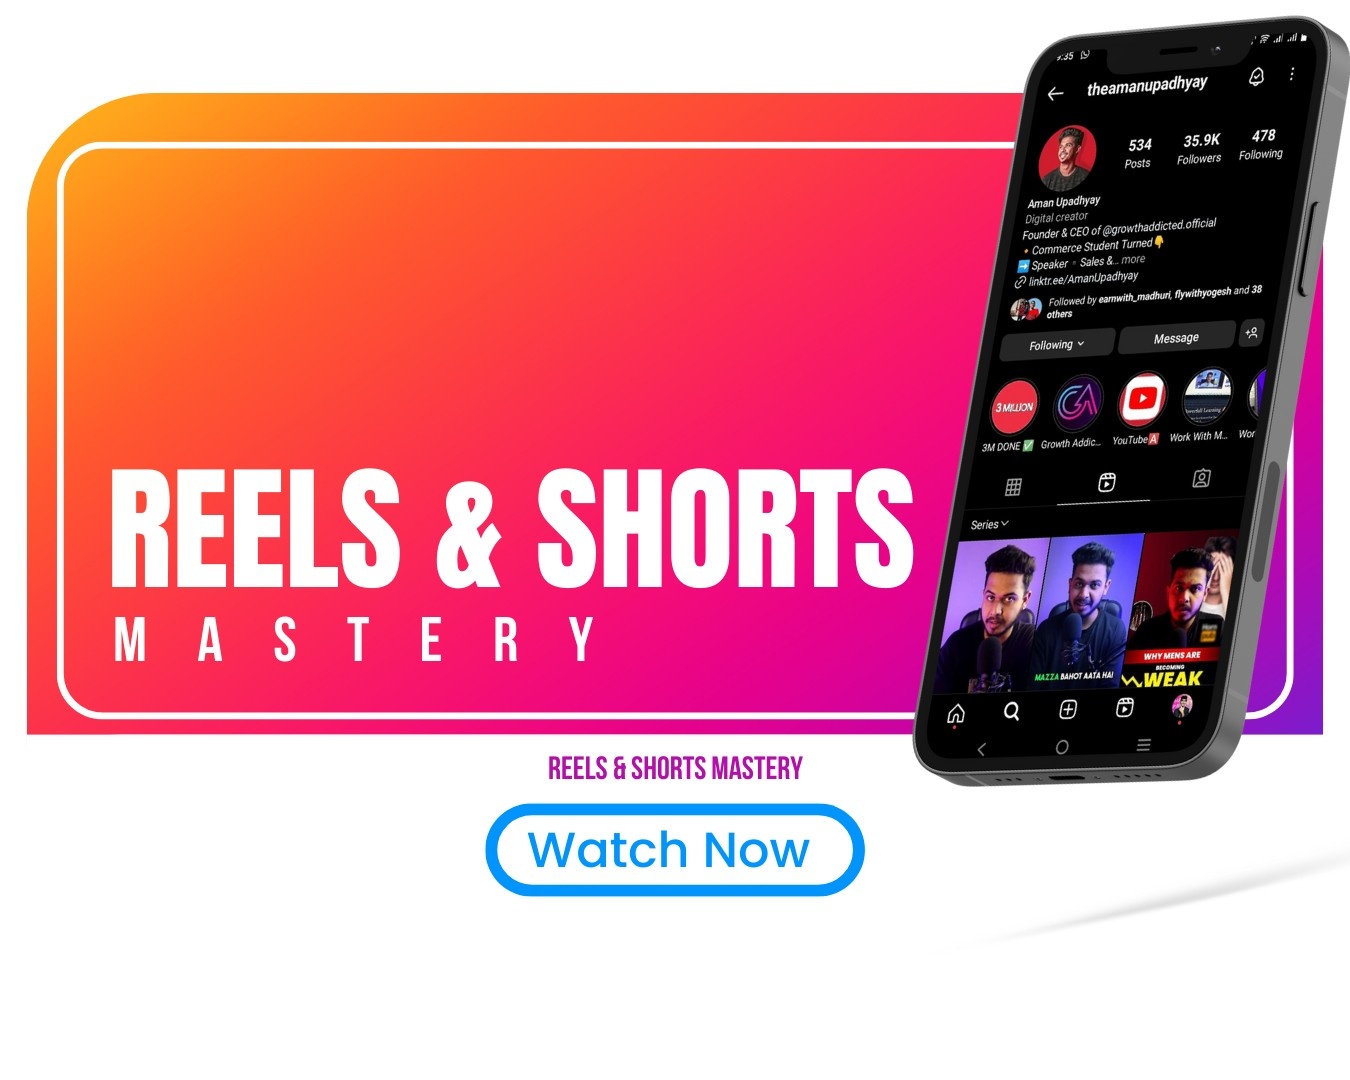 9:35
theamanupadhyay
534 35.9K 478
Posts Followers Following
Aman Upadhyay
Digital creator
Founder & CEO of @growthaddicted.official
Commerce Student Turned👇
➡️ Speaker ▫️ Sales &... more
linktr.ee/AmanUpadhyay
Followed by earnwith_madhuri, flywithyogesh and 38
others
Following Message
3 MILLION
3M DONE ✅ Growth Addic... YouTube🅰️ Work With M... Wor
Series
REELS & SHORTS
MASTERY
MAZZA BAHOT AATA HAI
WHY MENS ARE
BECOMING
WEAK
REELS & SHORTS MASTERY
Watch Now